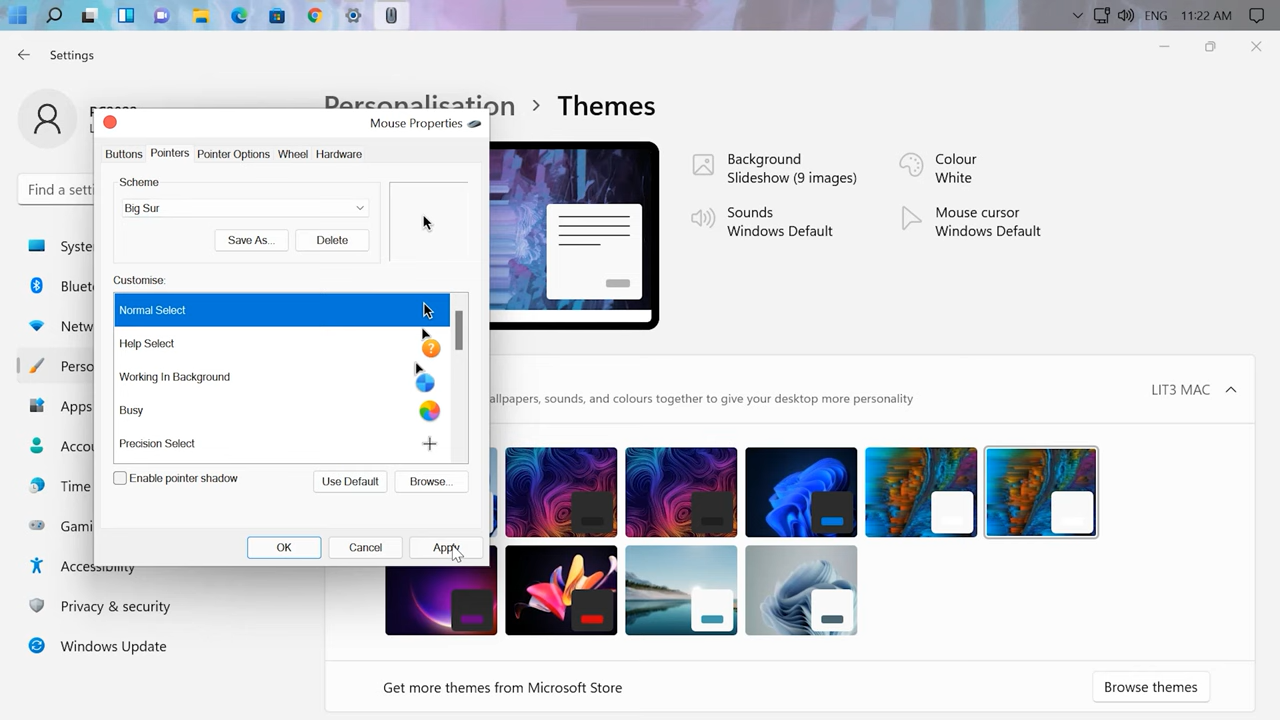 ENG 11:22 AM
Settings
Personalisation > Themes
Mouse Properties
Buttons Pointers Pointer Options Wheel Hardware
Scheme
Big Sur
Save As... Delete
Customise:
Normal Select
Help Select
?
Working In Background
Busy
Precision Select
Enable pointer shadow
Use Default Browse...
OK Cancel Apply
Find a setti
Syste
Blueto
Netw
Perso
Apps
Accou
Time
Gami
Accessibility
Privacy & security
Windows Update
Background
Slideshow (9 images)
Colour
White
Sounds
Windows Default
Mouse cursor
Windows Default
allpapers, sounds, and colours together to give your desktop more personality
LIT3 MAC
Get more themes from Microsoft Store
Browse themes